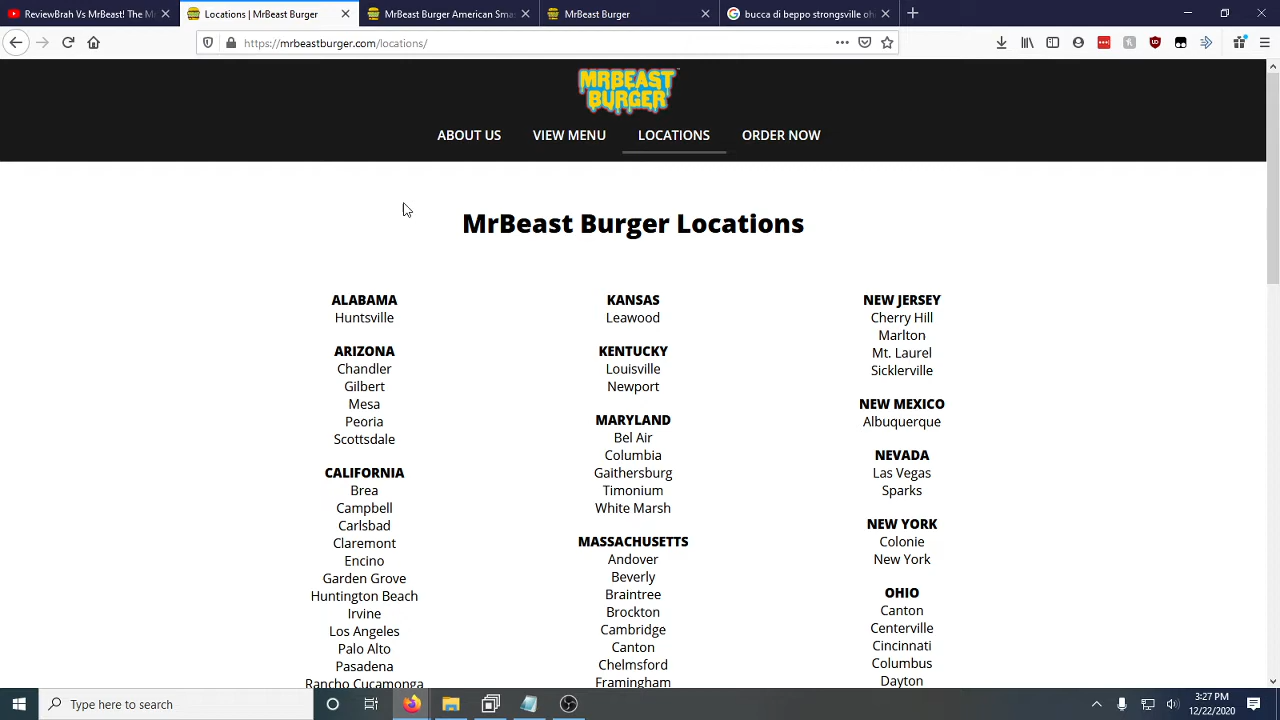 ReviewBrah Vs MrBeast! The M
Locations | MrBeast Burger
MrBeast Burger American Smas
MrBeast Burger
bucca di beppo strongsville oh
https://mrbeastburger.com/locations/
MRBEAST
BURGER
ABOUT US
VIEW MENU
LOCATIONS
ORDER NOW
MrBeast Burger Locations
ALABAMA
Huntsville
ARIZONA
Chandler
Gilbert
Mesa
Peoria
Scottsdale
CALIFORNIA
Brea
Campbell
Carlsbad
Claremont
Encino
Garden Grove
Huntington Beach
Irvine
Los Angeles
Palo Alto
Pasadena
Rancho Cucamonga
KANSAS
Leawood
KENTUCKY
Louisville
Newport
MARYLAND
Bel Air
Columbia
Gaithersburg
Timonium
White Marsh
MASSACHUSETTS
Andover
Beverly
Braintree
Brockton
Cambridge
Canton
Chelmsford
Framingham
NEW JERSEY
Cherry Hill
Marlton
Mt. Laurel
Sicklerville
NEW MEXICO
Albuquerque
NEVADA
Las Vegas
Sparks
NEW YORK
Colonie
New York
OHIO
Canton
Centerville
Cincinnati
Columbus
Dayton
Type here to search
3:27 PM
12/22/2020